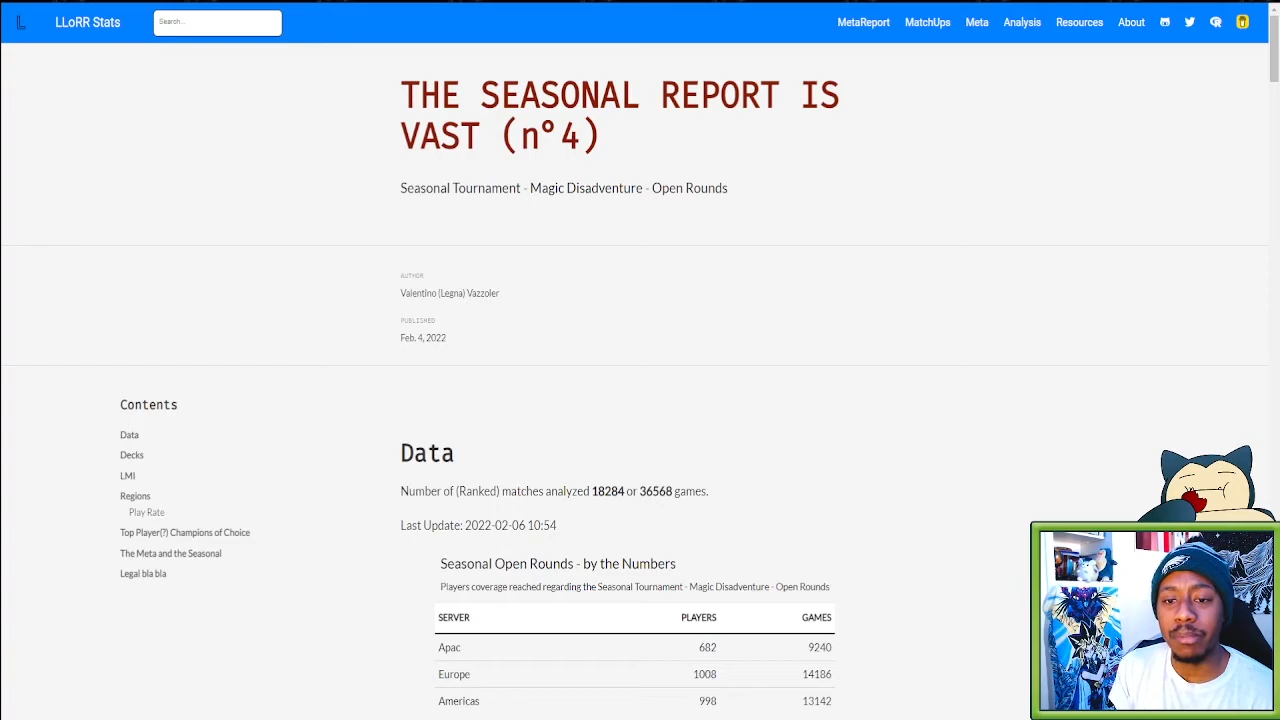 LLoRR Stats
Search...
MetaReport MatchUps Meta Analysis Resources About
THE SEASONAL REPORT IS
VAST (n°4)
Seasonal Tournament - Magic Disadventure - Open Rounds
AUTHOR
Valentino (Legna) Vazzoler
PUBLISHED
Feb. 4, 2022
Contents
Data
Decks
LMI
Regions
Play Rate
Top Player(?) Champions of Choice
The Meta and the Seasonal
Legal bla bla
Data
Number of (Ranked) matches analyzed 18284 or 36568 games.
Last Update: 2022-02-06 10:54
Seasonal Open Rounds - by the Numbers
Players coverage reached regarding the Seasonal Tournament - Magic Disadventure - Open Rounds
SERVER PLAYERS GAMES
Apac 682 9240
Europe 1008 14186
Americas 998 13142